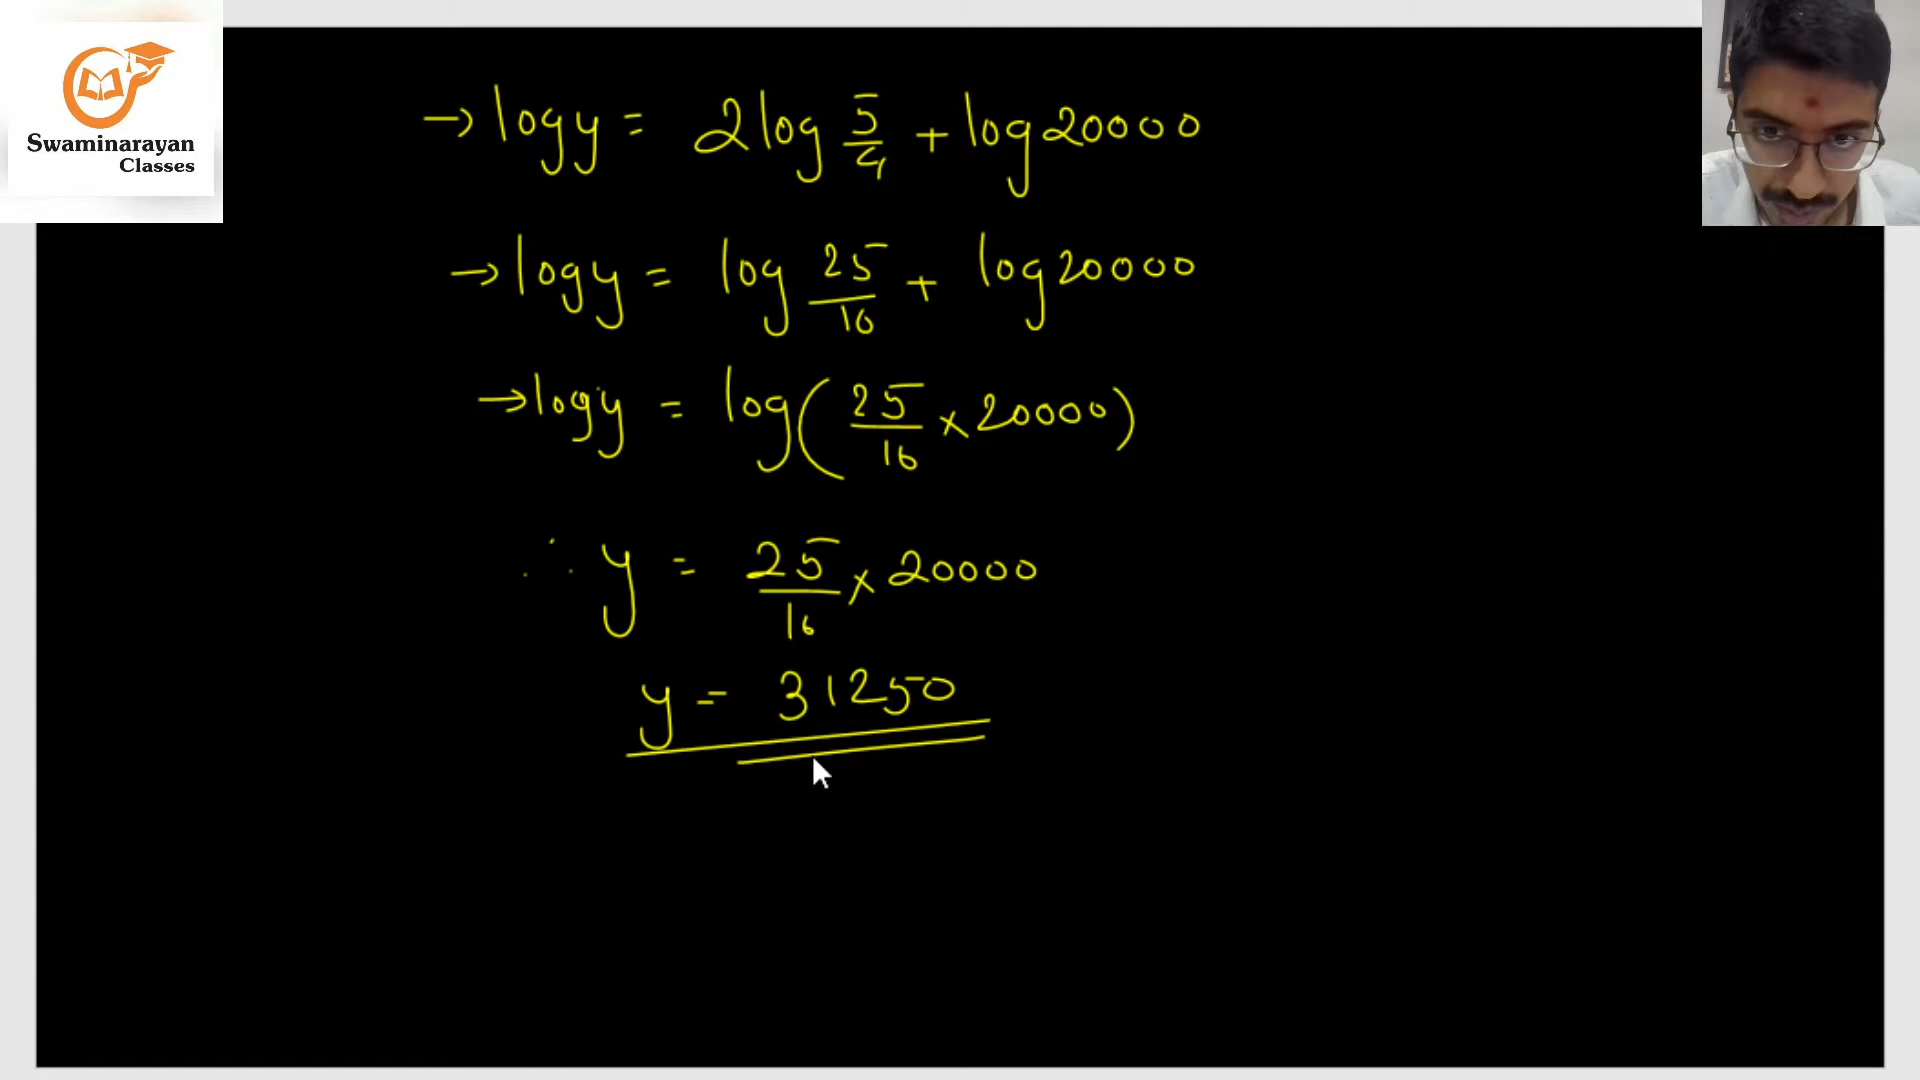 Swaminarayan
Classes
→ log y = 2 log 5/4 + log 20000
→ log y = log 25/16 + log 20000
→ log y = log ( 25/16 × 20000 )
∴ y = 25/16 × 20000
y = 31250